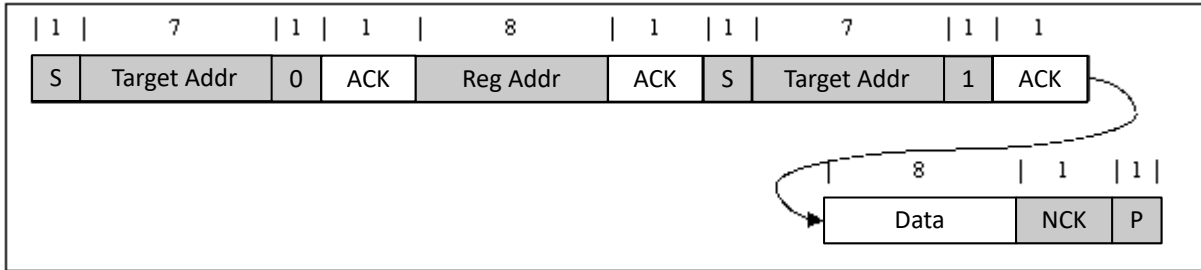 | 1 | 7 | 1 | 1 | 8 | 1 | 1 | 7 | 1 | 1
S Target Addr 0 ACK Reg Addr ACK S Target Addr 1 ACK
| 8 | 1 | 1 |
Data NCK P